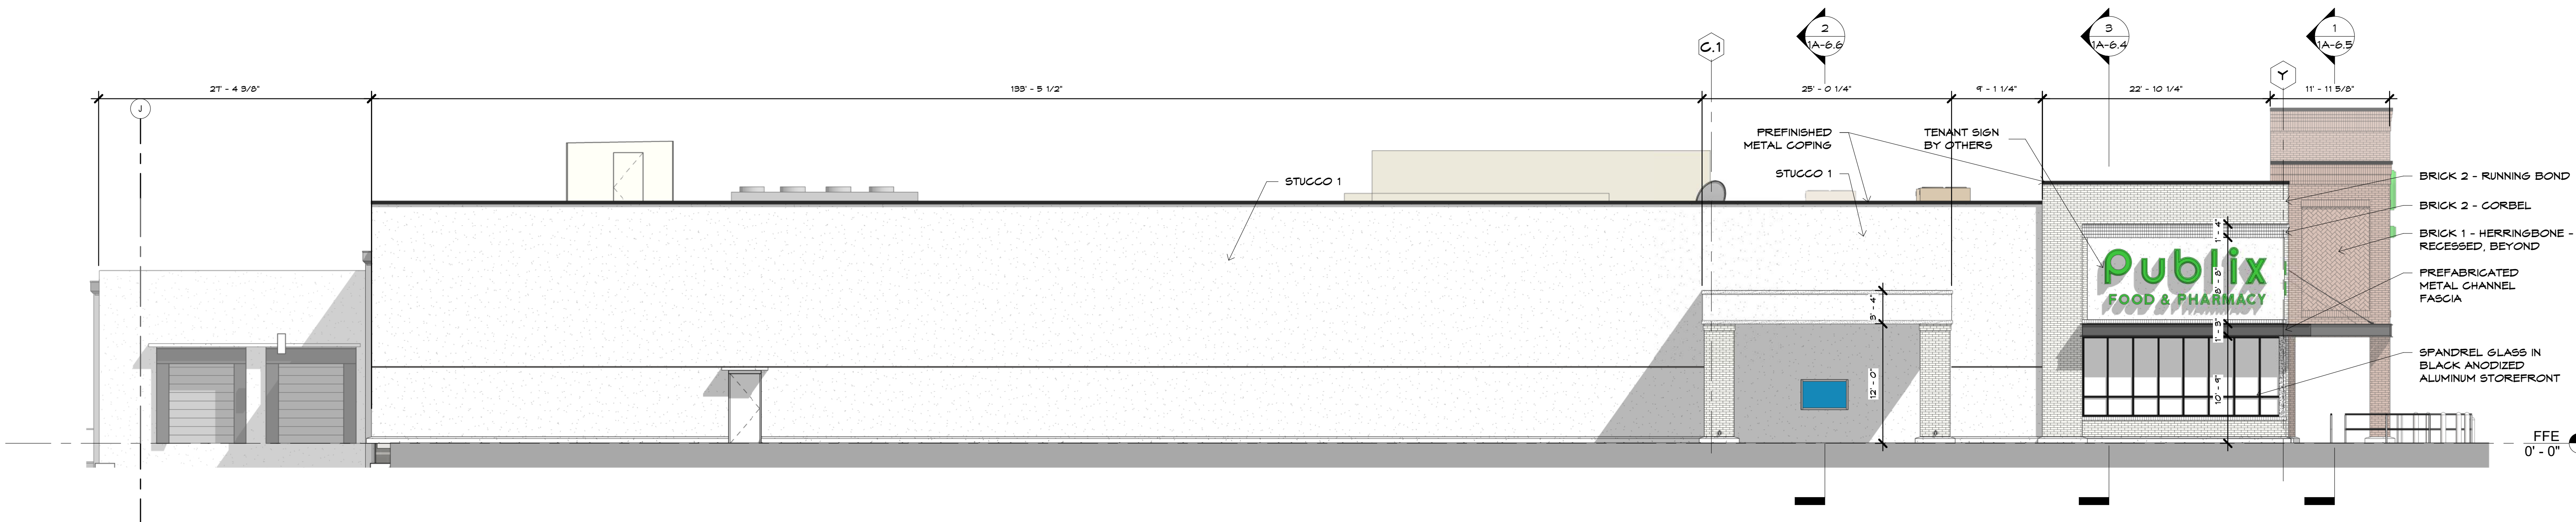 2
1A-6.6
3
1A-6.4
1
1A-6.5
C.1
Y
J
27' - 4 3/8"
133' - 5 1/2"
25' - 0 1/4"
9' - 1 1/4"
22' - 10 1/4"
11' - 11 5/8"
PREFINISHED
METAL COPING
TENANT SIGN
BY OTHERS
STUCCO 1
STUCCO 1
BRICK 2 - RUNNING BOND
BRICK 2 - CORBEL
BRICK 1 - HERRINGBONE -
RECESSED, BEYOND
PREFABRICATED
METAL CHANNEL
FASCIA
SPANDREL GLASS IN
BLACK ANODIZED
ALUMINUM STOREFRONT
Publix
FOOD & PHARMACY
1' - 4"
8' - 8"
1' - 3"
10' - 9"
3' - 4"
12' - 0"
FFE
0' - 0"